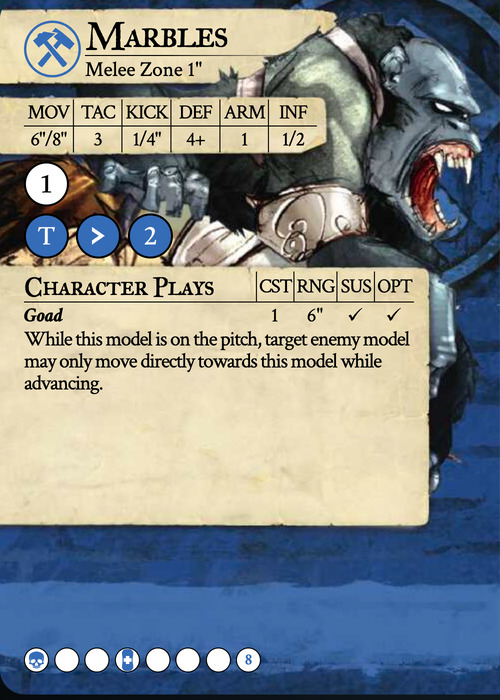 Marbles
Melee Zone 1"
MOV TAC KICK DEF ARM INF
6"/8" 3 1/4" 4+ 1 1/2
1
T > 2
Character Plays CST RNG SUS OPT
Goad 1 6" ✓ ✓
While this model is on the pitch, target enemy model
may only move directly towards this model while
advancing.
8